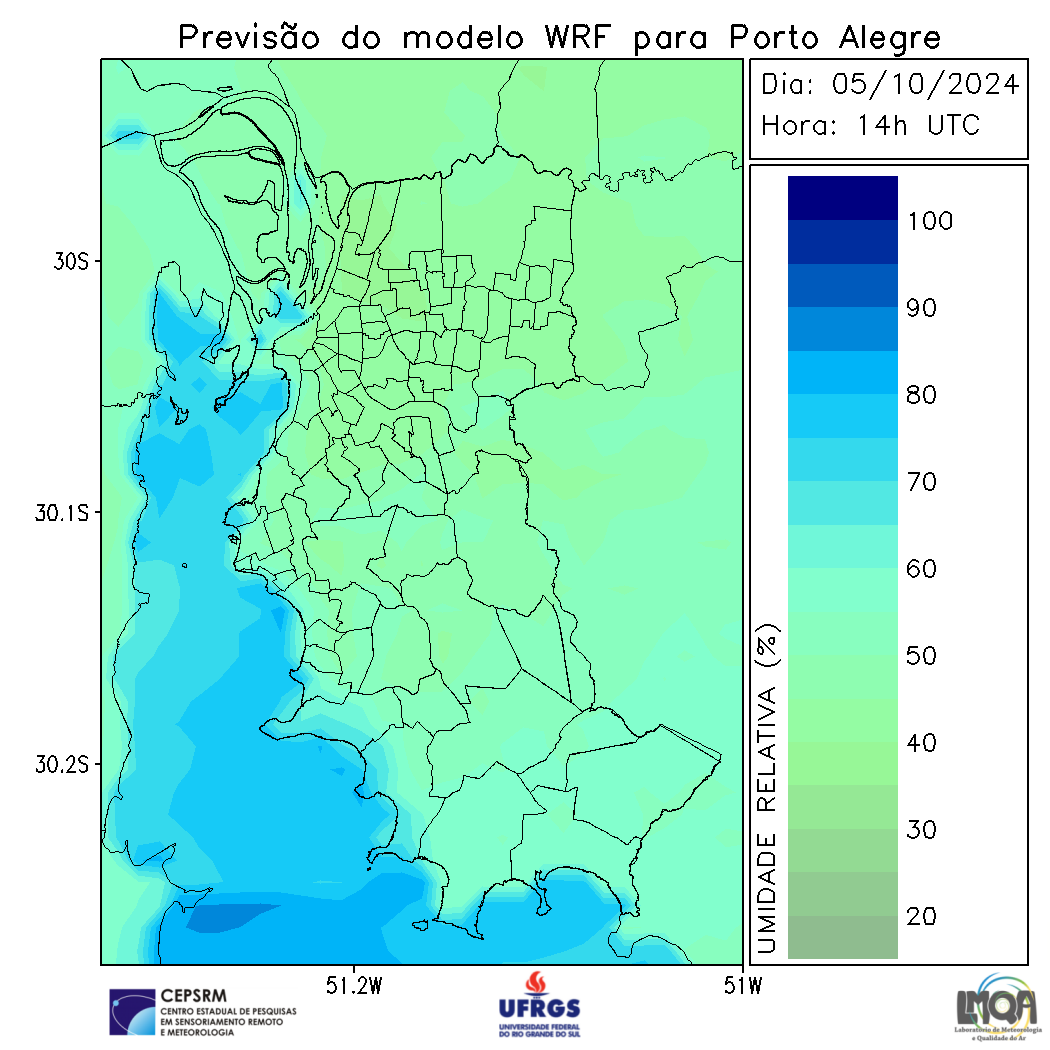 Previsão do modelo WRF para Porto Alegre
Dia: 05/10/2024
Hora: 14h UTC
30S
30.1S
30.2S
51.2W
51W
100
90
80
70
60
50
40
30
20
UMIDADE RELATIVA (%)
CEPSRM
CENTRO ESTADUAL DE PESQUISAS
EM SENSORIAMENTO REMOTO
E METEOROLOGIA
UFRGS
UNIVERSIDADE FEDERAL
DO RIO GRANDE DO SUL
LMQA
Laboratório de Meteorologia
e Qualidade do Ar